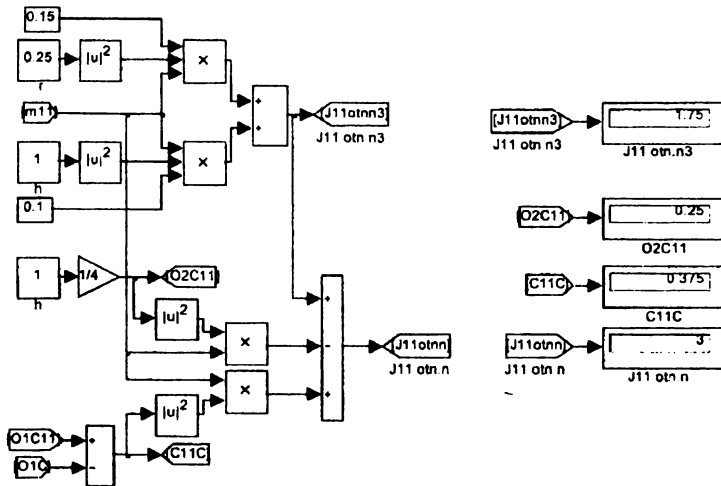 0.15
0.25
r
|u|²
×
[m11]
+
+
[J11otnn3]
J11 otn n3
1
h
|u|²
×
0.1
1
h
1/4
[O2C11]
|u|²
×
×
+
-
+
[J11otnn]
J11 otn.n
|u|²
[O1C11]
[O1C]
+
-
[C11C]
[J11otnn3]
J11 otn n3
1.75
J11 otn.n3
[O2C11]
0.25
O2C11
[C11C]
0.375
C11C
[J11otnn]
J11 otn n
3
J11 otn.n